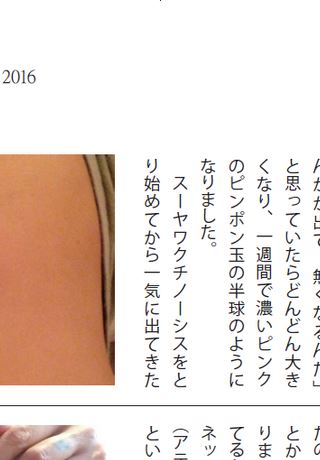 2016
んかが出て、無くなるんだ」
と思っていたらどんどん大き
くなり、一週間で濃いピンク
のピンポン玉の半球のように
なりました。
スーヤワクチノーシスをと
り始めてから一気に出てきた
たの
とか
りま
てる
ネッ
（ア
とい